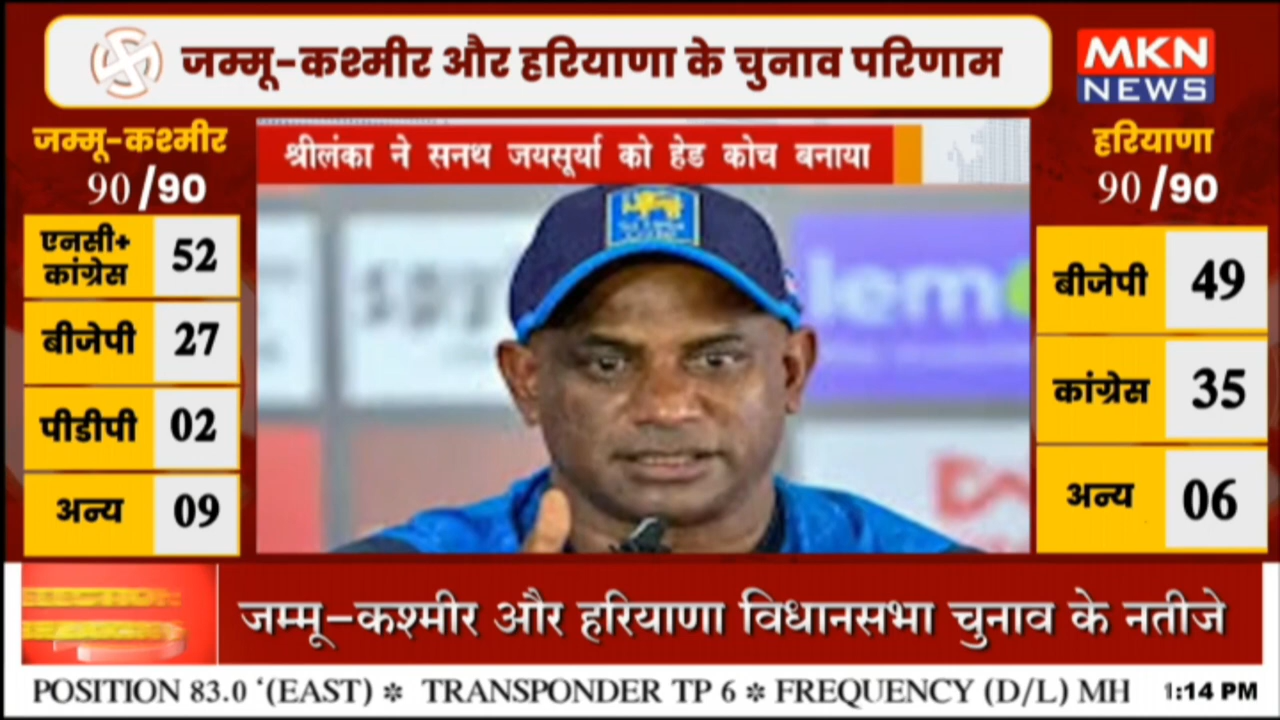 जम्मू-कश्मीर और हरियाणा के चुनाव परिणाम
MKN
NEWS
जम्मू-कश्मीर
90/90
एनसी+
कांग्रेस
52
बीजेपी
27
पीडीपी
02
अन्य
09
श्रीलंका ने सनथ जयसूर्या को हेड कोच बनाया
हरियाणा
90/90
बीजेपी
49
कांग्रेस
35
अन्य
06
जम्मू-कश्मीर और हरियाणा विधानसभा चुनाव के नतीजे
POSITION 83.0 ‘(EAST) ❇ TRANSPONDER TP 6 ❇ FREQUENCY (D/L) MH
1:14 PM